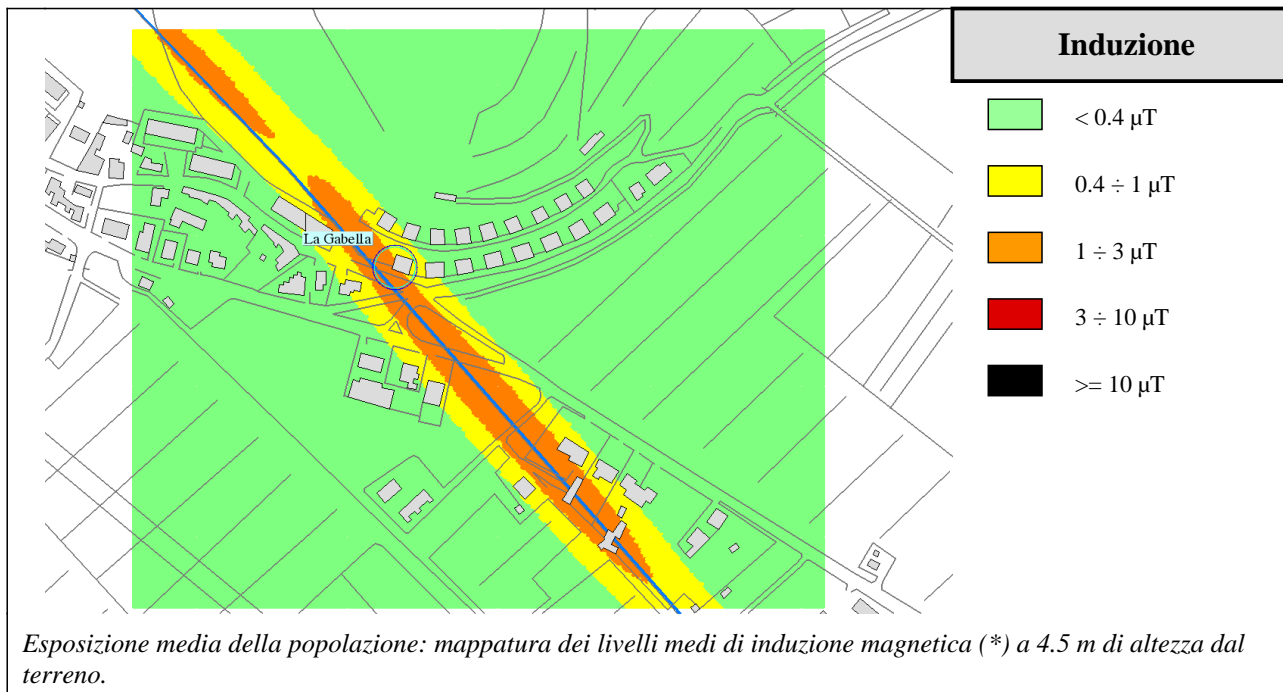 Induzione
< 0.4 µT
0.4 ÷ 1 µT
1 ÷ 3 µT
3 ÷ 10 µT
>= 10 µT
La Gabella
Esposizione media della popolazione: mappatura dei livelli medi di induzione magnetica (*) a 4.5 m di altezza dal
terreno.